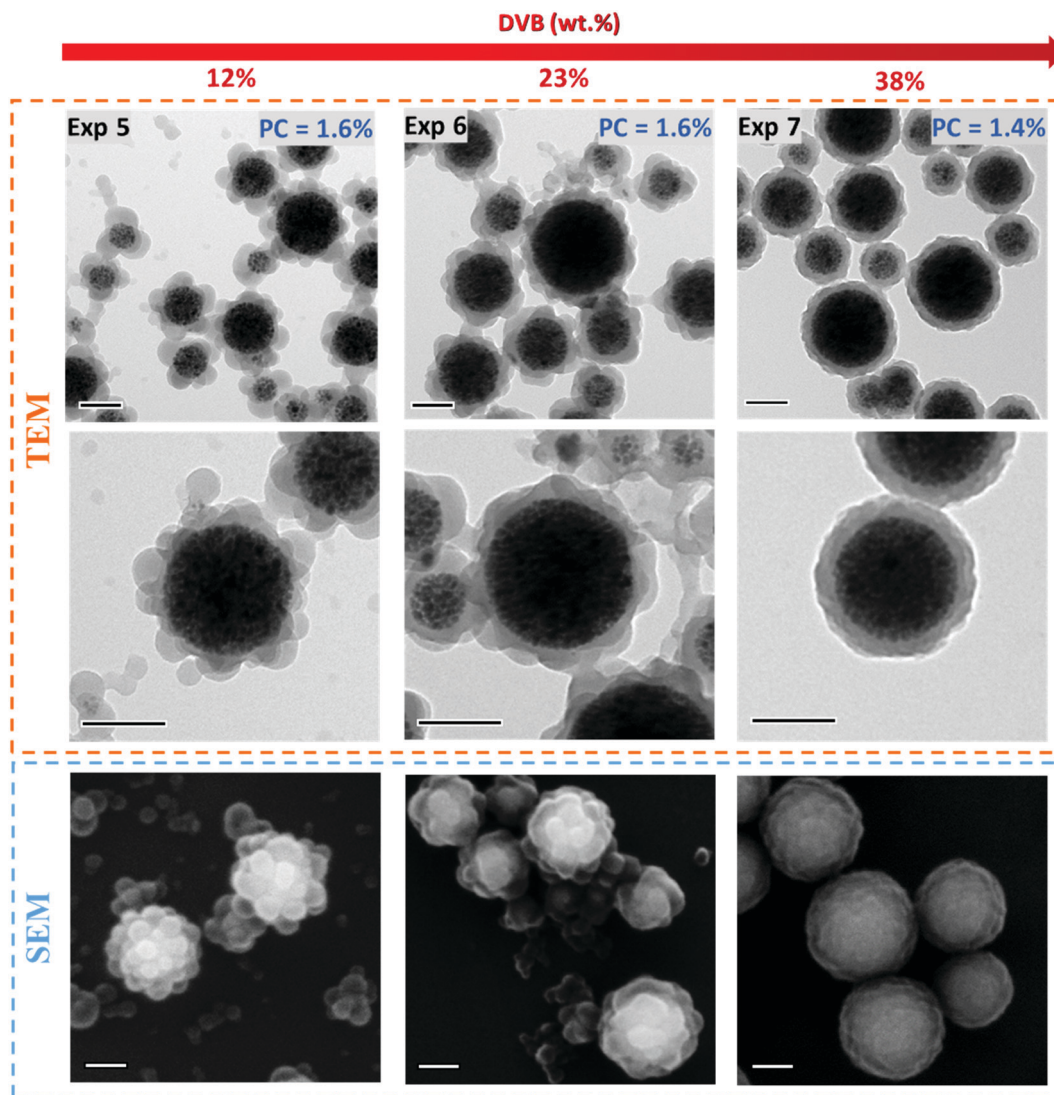 DVB (wt.%)
12% 23% 38%
Exp 5 PC = 1.6% Exp 6 PC = 1.6% Exp 7 PC = 1.4%
TEM
SEM